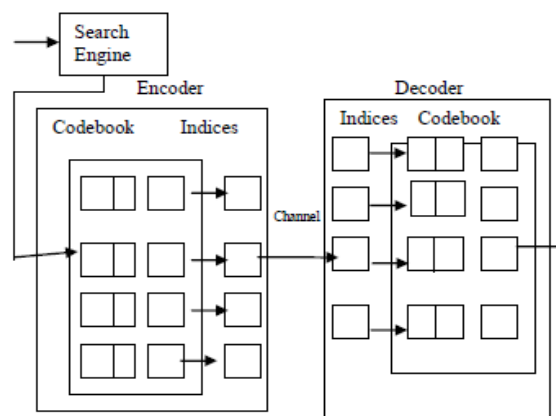 Search
Engine
Encoder
Decoder
Codebook
Indices
Indices
Codebook
Channel